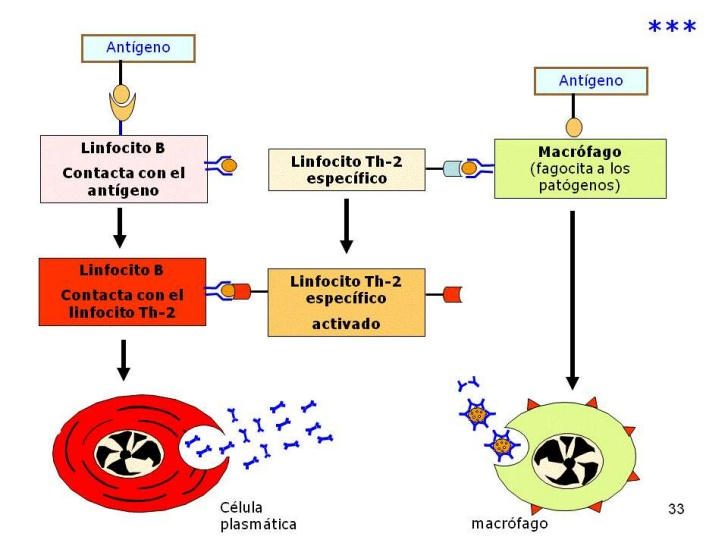 ***
Antígeno
Antígeno
Linfocito B
Contacta con el
antígeno
Linfocito Th-2
específico
Macrófago
(fagocita a los
patógenos)
Linfocito B
Contacta con el
linfocito Th-2
Linfocito Th-2
específico
activado
Célula
plasmática
macrófago
33